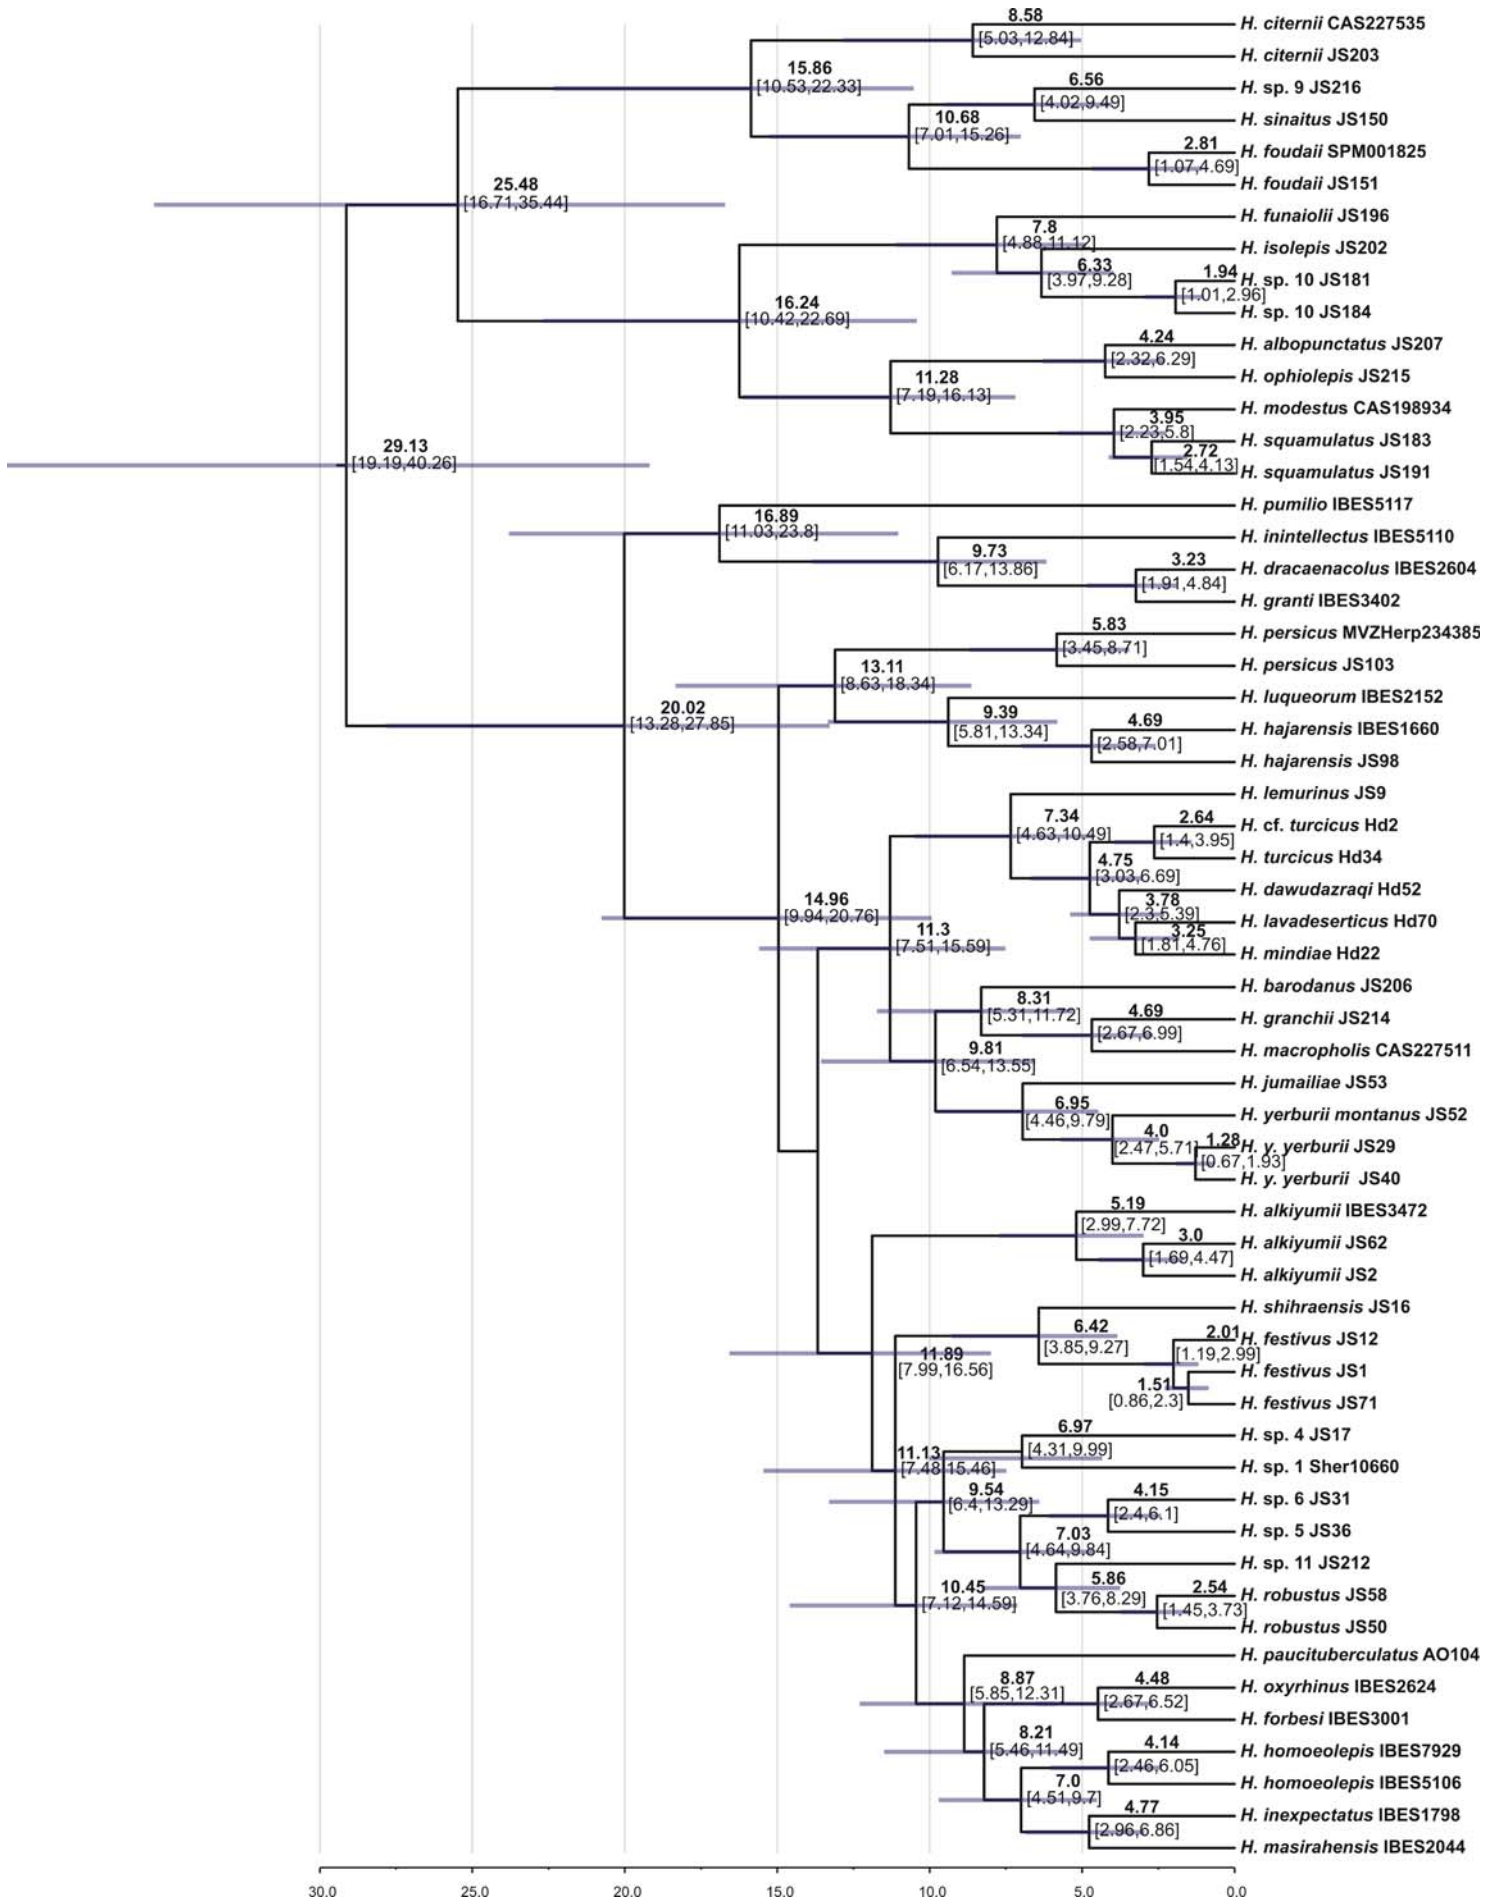 8.58
H. citernii CAS227535
[5.03,12.84]
H. citernii JS203
15.86
[10.53,22.33]
6.56
H. sp. 9 JS216
[4.02,9.49]
10.68
[7.01,15.26]
H. sinaitus JS150
2.81
H. foudaii SPM001825
[1.07,4.69]
25.48
[16.71,35.44]
H. foudaii JS151
H. funaiolii JS196
7.8
[4.88,11.12]
H. isolepis JS202
6.33
[3.97,9.28]
1.94
H. sp. 10 JS181
[1.01,2.96]
16.24
[10.42,22.69]
H. sp. 10 JS184
4.24
H. albopunctatus JS207
[2.32,6.29]
11.28
[7.19,16.13]
H. ophiolepis JS215
H. modestus CAS198934
3.95
[2.23,5.8]
H. squamulatus JS183
29.13
[19.19,40.26]
2.72
[1.54,4.13]
H. squamulatus JS191
H. pumilio IBES5117
16.89
[11.03,23.8]
H. inintellectus IBES5110
9.73
[6.17,13.86]
3.23
H. dracaenacolus IBES2604
[1.91,4.84]
H. granti IBES3402
5.83
H. persicus MVZHerp234385
[3.45,8.71]
13.11
[8.63,18.34]
H. persicus JS103
H. luqueorum IBES2152
20.02
[13.28,27.85]
9.39
[5.81,13.34]
4.69
H. hajarensis IBES1660
[2.58,7.01]
H. hajarensis JS98
H. lemurinus JS9
7.34
[4.63,10.49]
2.64
H. cf. turcicus Hd2
[1.4,3.95]
H. turcicus Hd34
4.75
[3.03,6.69]
H. dawudazraqi Hd52
14.96
[9.94,20.76]
3.78
[2.3,5.39]
H. lavadeserticus Hd70
11.3
[7.51,15.59]
3.25
[1.81,4.76]
H. mindiae Hd22
H. barodanus JS206
8.31
[5.31,11.72]
4.69
H. granchii JS214
[2.67,6.99]
9.81
[6.54,13.55]
H. macropholis CAS227511
H. jumailiae JS53
6.95
[4.46,9.79]
H. yerburii montanus JS52
4.0
[2.47,5.71]
1.28
H. y. yerburii JS29
[0.67,1.93]
H. y. yerburii JS40
5.19
H. alkiyumii IBES3472
[2.99,7.72]
3.0
H. alkiyumii JS62
[1.69,4.47]
H. alkiyumii JS2
H. shihraensis JS16
6.42
[3.85,9.27]
2.01
H. festivus JS12
[1.19,2.99]
11.89
[7.99,16.56]
H. festivus JS1
1.51
[0.86,2.3]
H. festivus JS71
6.97
H. sp. 4 JS17
[4.31,9.99]
11.13
[7.48,15.46]
H. sp. 1 Sher10660
9.54
[6.4,13.29]
4.15
H. sp. 6 JS31
[2.4,6.1]
H. sp. 5 JS36
7.03
[4.64,9.84]
H. sp. 11 JS212
10.45
[7.12,14.59]
5.86
[3.76,8.29]
2.54
H. robustus JS58
[1.45,3.73]
H. robustus JS50
H. paucituberculatus AO104
8.87
[5.85,12.31]
4.48
H. oxyrhinus IBES2624
[2.67,6.52]
H. forbesi IBES3001
8.21
[5.46,11.49]
4.14
H. homoeolepis IBES7929
[2.46,6.05]
7.0
[4.51,9.7]
H. homoeolepis IBES5106
4.77
H. inexpectatus IBES1798
[2.96,6.86]
H. masirahensis IBES2044
30.0 25.0 20.0 15.0 10.0 5.0 0.0